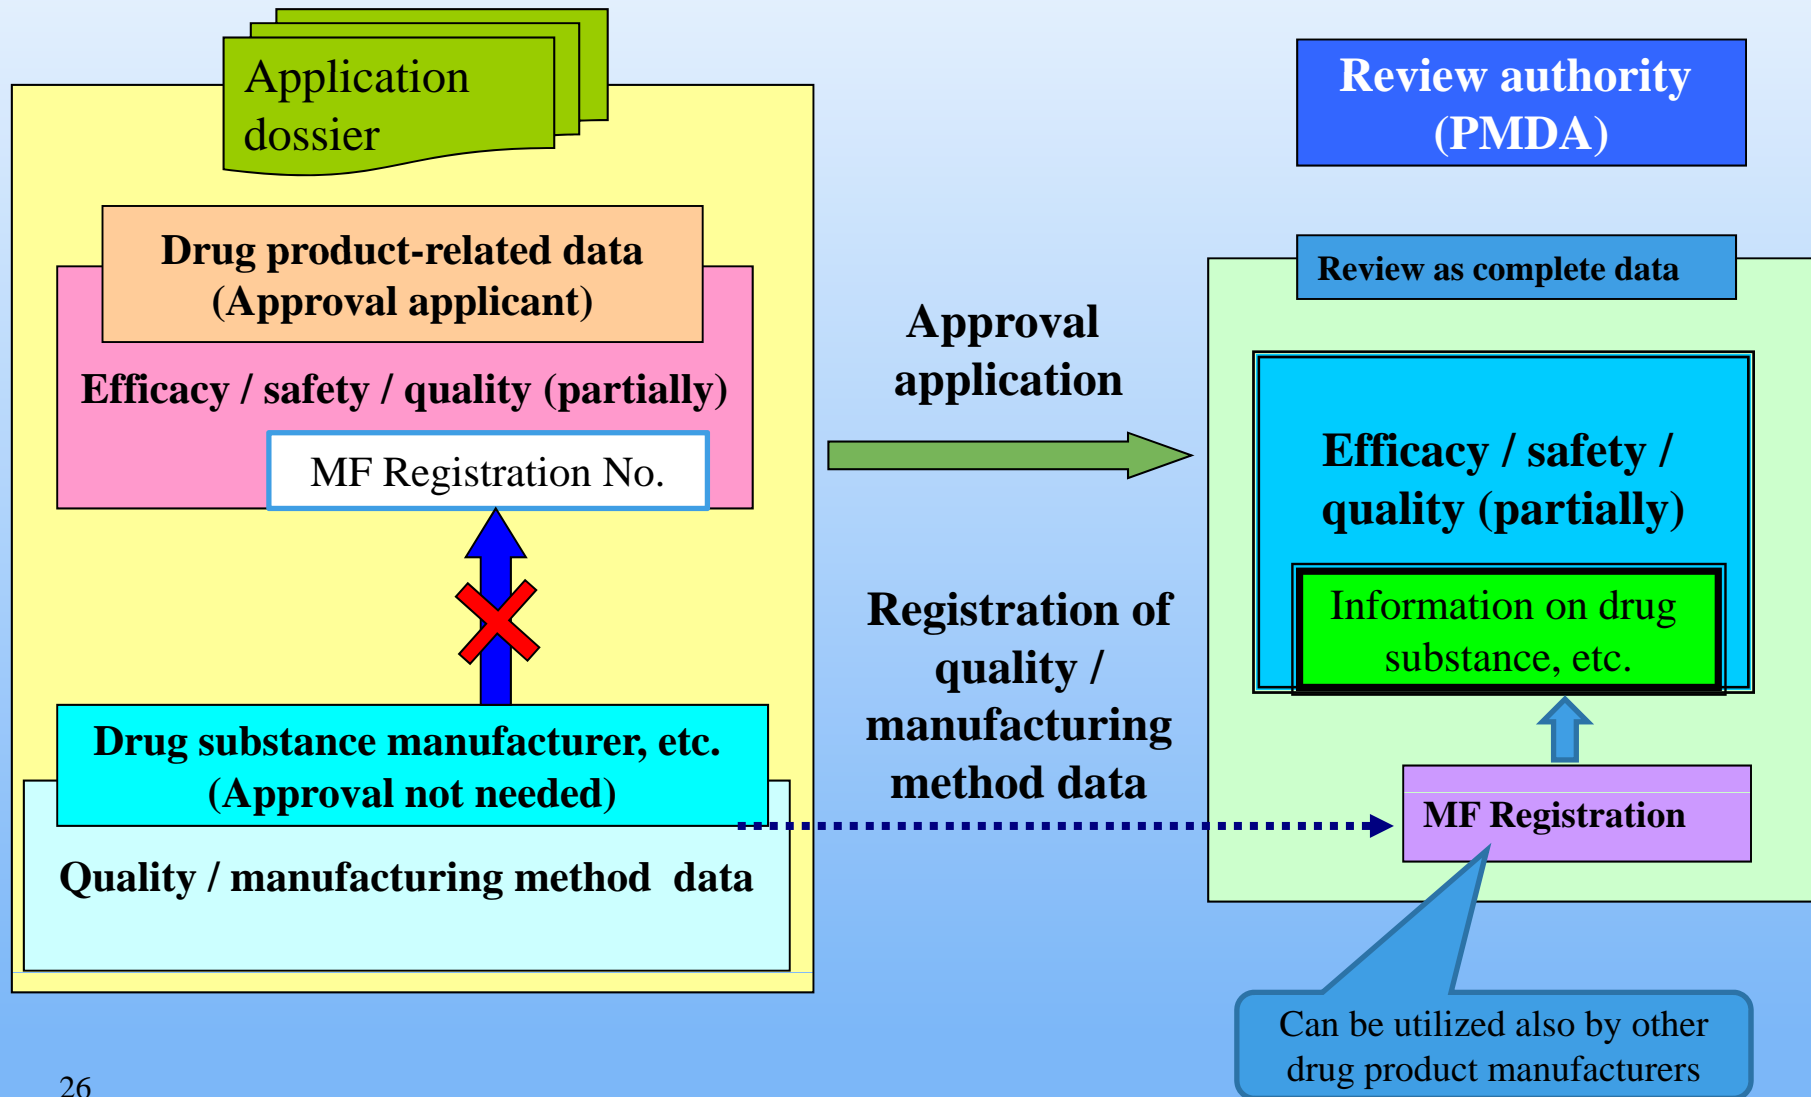 Application
dossier
Drug product-related data
(Approval applicant)
Efficacy / safety / quality (partially)
MF Registration No.
Drug substance manufacturer, etc.
(Approval not needed)
Quality / manufacturing method data
Approval
application
Registration of
quality /
manufacturing
method data
Review authority
(PMDA)
Review as complete data
Efficacy / safety /
quality (partially)
Information on drug
substance, etc.
MF Registration
Can be utilized also by other
drug product manufacturers
26